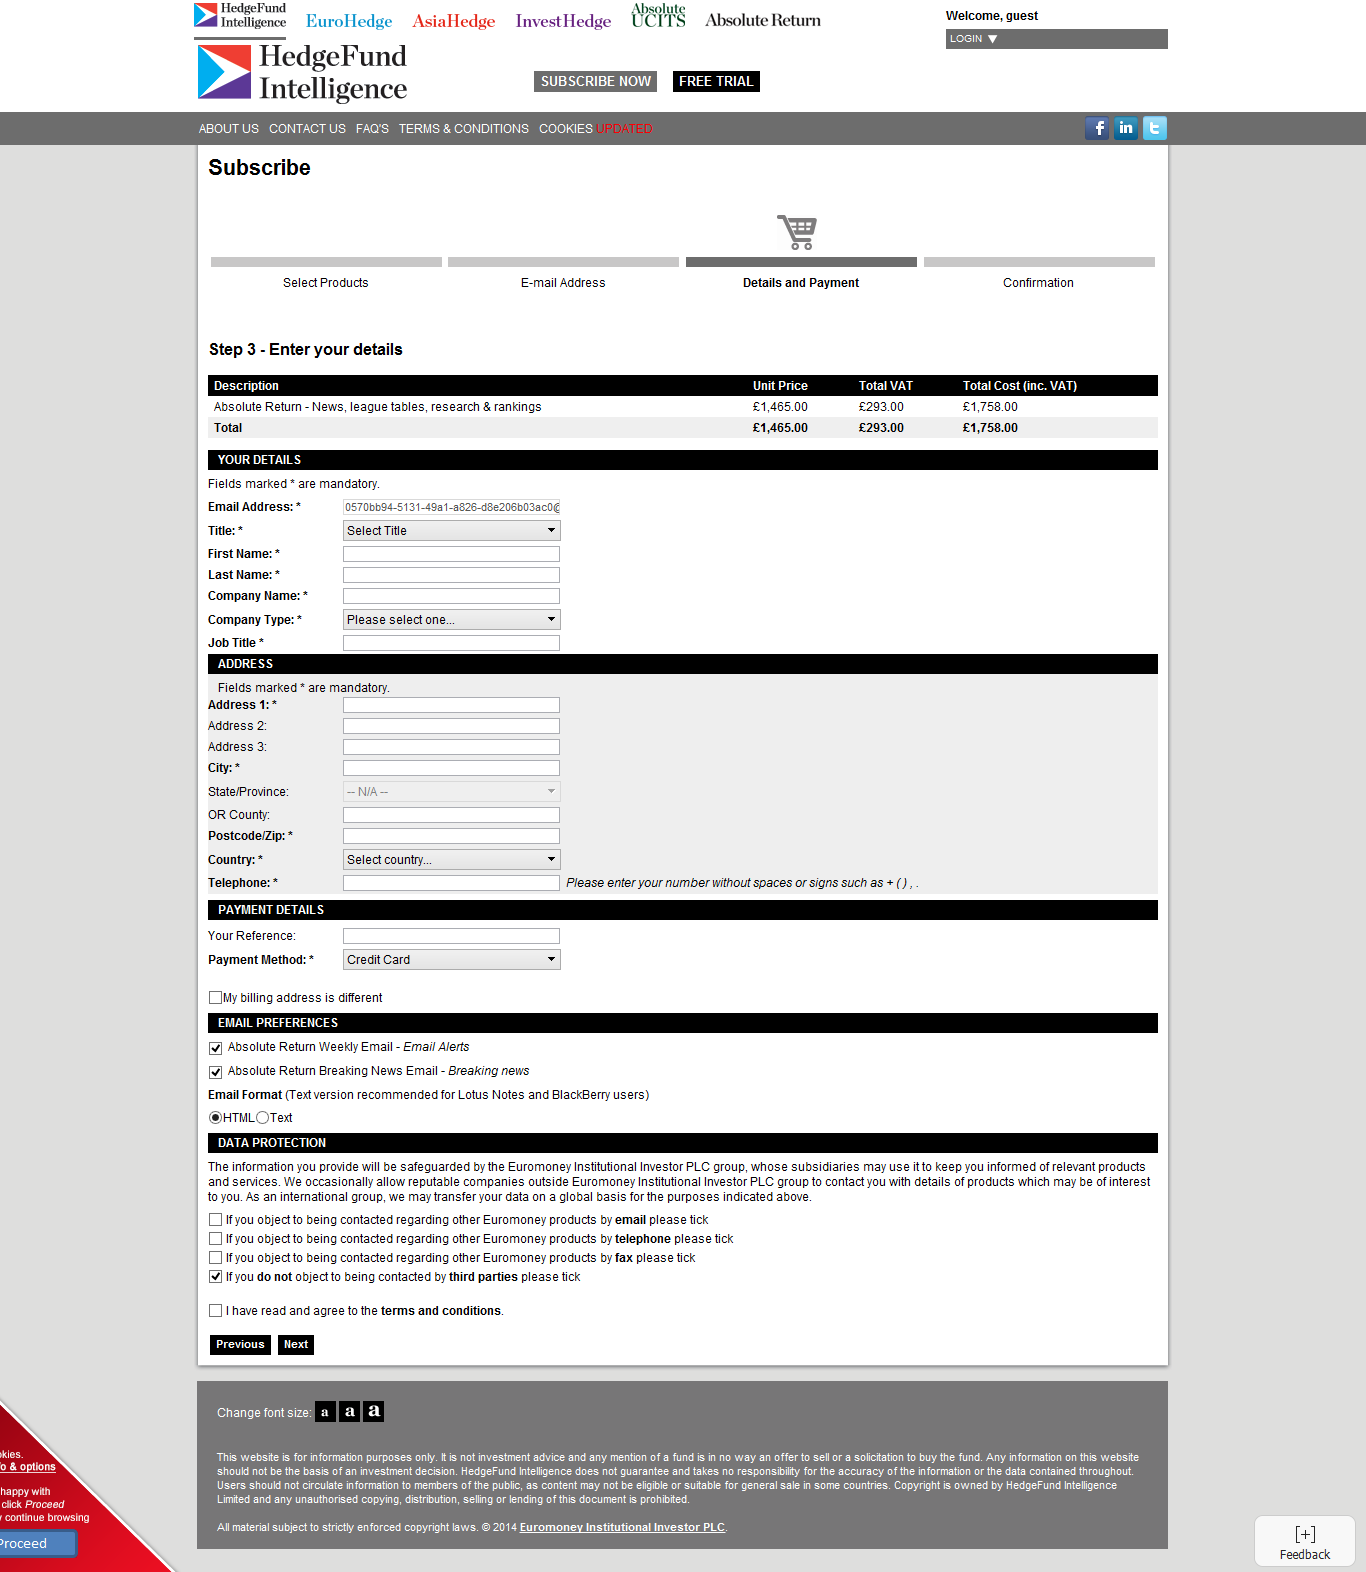 HedgeFund
Intelligence
EuroHedge
AsiaHedge
InvestHedge
Absolute
UCITS
Absolute Return
Welcome, guest
LOGIN
HedgeFund
Intelligence
SUBSCRIBE NOW
FREE TRIAL
ABOUT US CONTACT US FAQ'S TERMS & CONDITIONS COOKIES UPDATED
f in t
Subscribe
Select Products
E-mail Address
Details and Payment
Confirmation
Step 3 - Enter your details
Description Unit Price Total VAT Total Cost (inc. VAT)
Absolute Return - News, league tables, research & rankings £1,465.00 £293.00 £1,758.00
Total £1,465.00 £293.00 £1,758.00
YOUR DETAILS
Fields marked * are mandatory.
Email Address: * 0570bb94-5131-49a1-a826-d8e206b03ac0@
Title: * Select Title
First Name: *
Last Name: *
Company Name: *
Company Type: * Please select one...
Job Title *
ADDRESS
Fields marked * are mandatory.
Address 1: *
Address 2:
Address 3:
City: *
State/Province: -- N/A --
OR County:
Postcode/Zip: *
Country: * Select country...
Telephone: * Please enter your number without spaces or signs such as + ( ) , .
PAYMENT DETAILS
Your Reference:
Payment Method: * Credit Card
My billing address is different
EMAIL PREFERENCES
Absolute Return Weekly Email - Email Alerts
Absolute Return Breaking News Email - Breaking news
Email Format (Text version recommended for Lotus Notes and BlackBerry users)
HTML Text
DATA PROTECTION
The information you provide will be safeguarded by the Euromoney Institutional Investor PLC group, whose subsidiaries may use it to keep you informed of relevant products
and services. We occasionally allow reputable companies outside Euromoney Institutional Investor PLC group to contact you with details of products which may be of interest
to you. As an international group, we may transfer your data on a global basis for the purposes indicated above.
If you object to being contacted regarding other Euromoney products by email please tick
If you object to being contacted regarding other Euromoney products by telephone please tick
If you object to being contacted regarding other Euromoney products by fax please tick
If you do not object to being contacted by third parties please tick
I have read and agree to the terms and conditions.
Previous Next
Change font size: a a a
This website is for information purposes only. It is not investment advice and any mention of a fund is in no way an offer to sell or a solicitation to buy the fund. Any information on this website
should not be the basis of an investment decision. HedgeFund Intelligence does not guarantee and takes no responsibility for the accuracy of the information or the data contained throughout.
Users should not circulate information to members of the public, as content may not be eligible or suitable for general sale in some countries. Copyright is owned by HedgeFund Intelligence
Limited and any unauthorised copying, distribution, selling or lending of this document is prohibited.
All material subject to strictly enforced copyright laws. © 2014 Euromoney Institutional Investor PLC.
kies.
o & options
happy with
click Proceed
y continue browsing
Proceed
[+]
Feedback